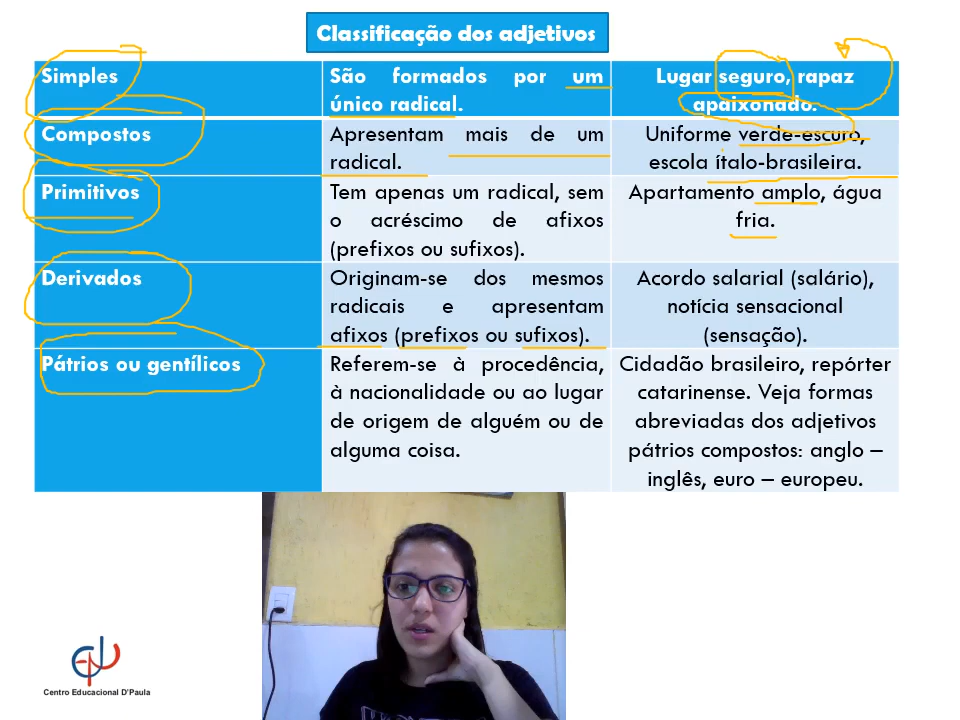 Classificação dos adjetivos
Simples
São formados por um
único radical.
Lugar seguro, rapaz
apaixonado.
Compostos
Apresentam mais de um
radical.
Uniforme verde-escuro,
escola ítalo-brasileira.
Primitivos
Tem apenas um radical, sem
o acréscimo de afixos
(prefixos ou sufixos).
Apartamento amplo, água
fria.
Derivados
Originam-se dos mesmos
radicais e apresentam
afixos (prefixos ou sufixos).
Acordo salarial (salário),
notícia sensacional
(sensação).
Pátrios ou gentílicos
Referem-se à procedência,
à nacionalidade ou ao lugar
de origem de alguém ou de
alguma coisa.
Cidadão brasileiro, repórter
catarinense. Veja formas
abreviadas dos adjetivos
pátrios compostos: anglo –
inglês, euro – europeu.
Centro Educacional D'Paula